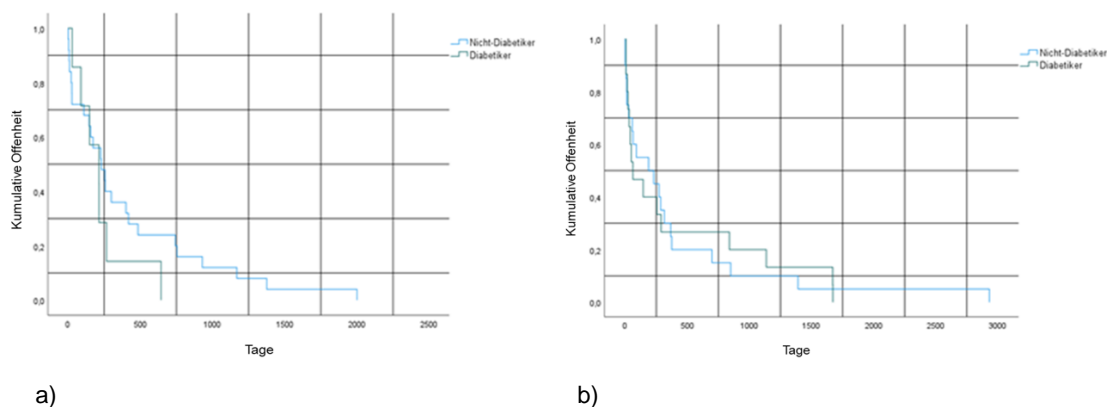 Nicht-Diabetiker
Diabetiker
1,0
0,8
0,6
0,4
0,2
0,0
Kumulative Offenheit
0 500 1000 1500 2000 2500
Tage
a)
Nicht-Diabetiker
Diabetiker
1,0
0,8
0,6
0,4
0,2
0,0
Kumulative Offenheit
0 500 1000 1500 2000 2500 3000
Tage
b)